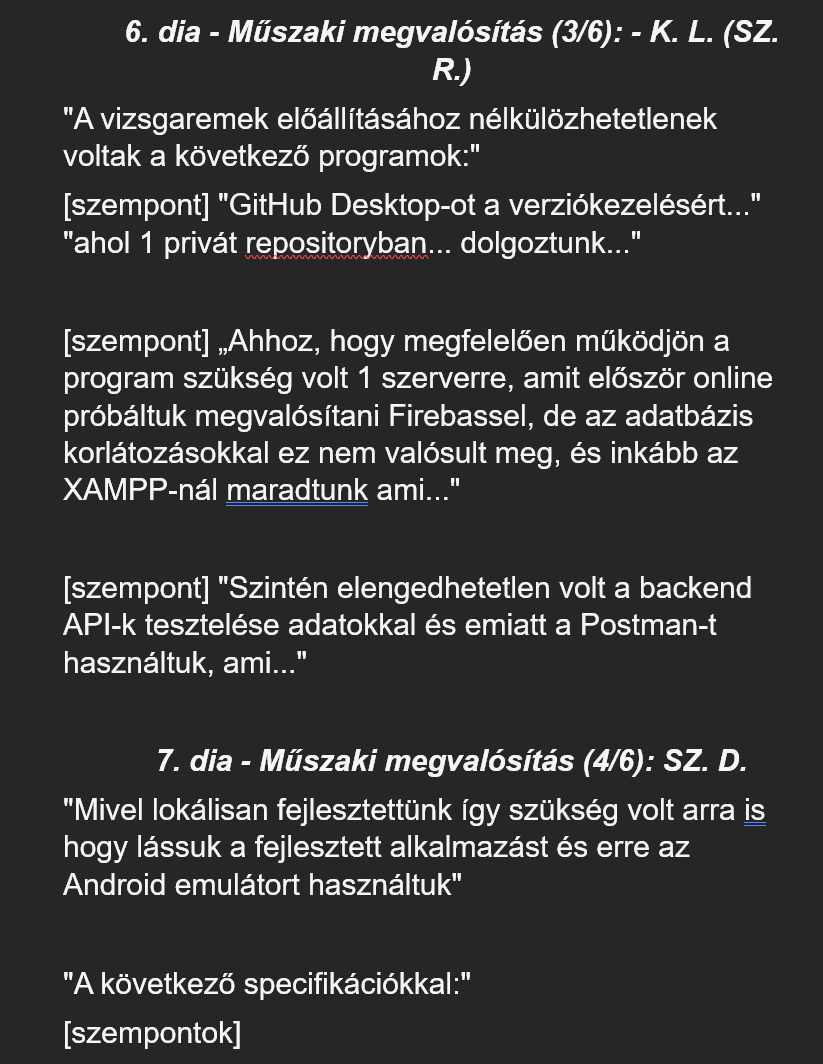 6. dia - Műszaki megvalósítás (3/6): - K. L. (SZ.
R.)
"A vizsgaremek előállításához nélkülözhetetlenek
voltak a következő programok:"
[szempont] "GitHub Desktop-ot a verziókezelésért..."
"ahol 1 privát repositoryban... dolgoztunk..."
[szempont] „Ahhoz, hogy megfelelően működjön a
program szükség volt 1 szerverre, amit először online
próbáltuk megvalósítani Firebassel, de az adatbázis
korlátozásokkal ez nem valósult meg, és inkább az
XAMPP-nál maradtunk ami..."
[szempont] "Szintén elengedhetetlen volt a backend
API-k tesztelése adatokkal és emiatt a Postman-t
használtuk, ami..."
7. dia - Műszaki megvalósítás (4/6): SZ. D.
"Mivel lokálisan fejlesztettünk így szükség volt arra is
hogy lássuk a fejlesztett alkalmazást és erre az
Android emulátort használtuk"
"A következő specifikációkkal:"
[szempontok]